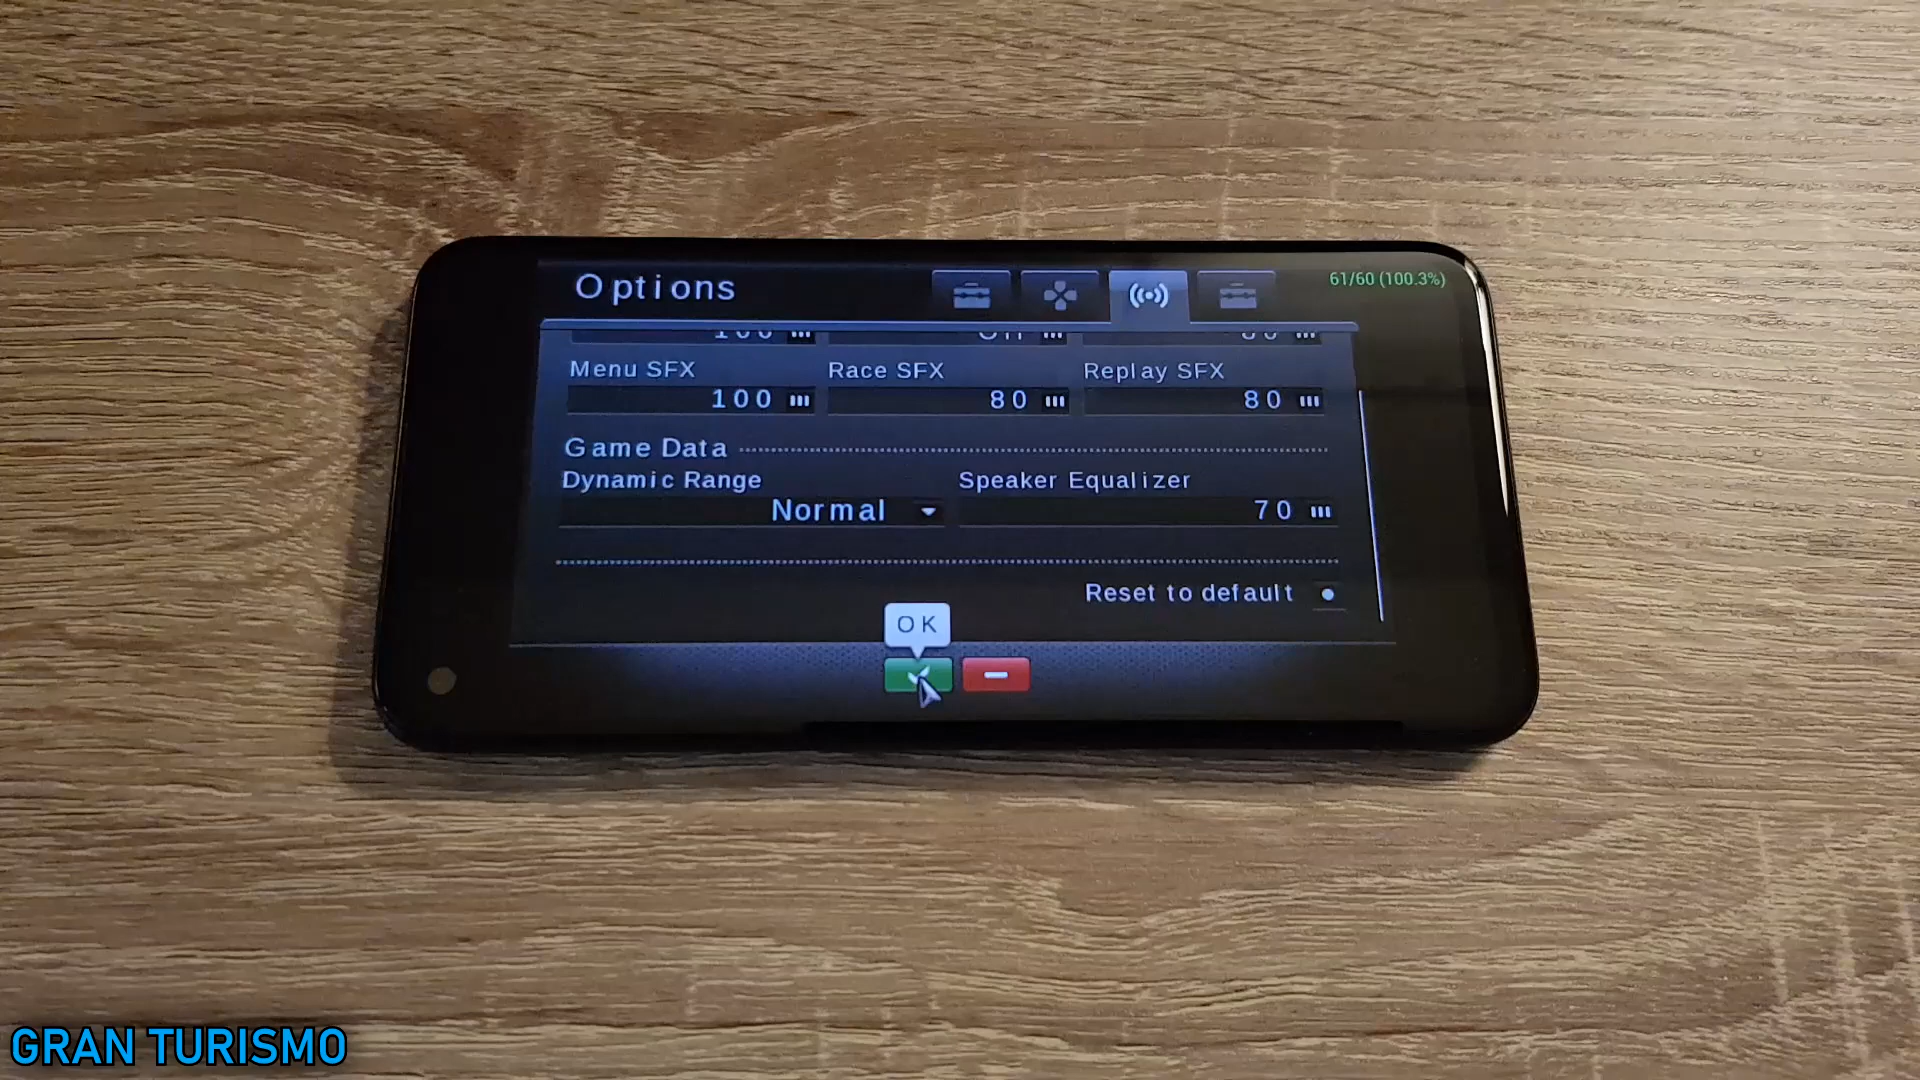 Options
61/60 (100.3%)
Menu SFX Race SFX Replay SFX
100 80 80
Game Data
Dynamic Range Speaker Equalizer
Normal 70
Reset to default
OK
GRAN TURISMO